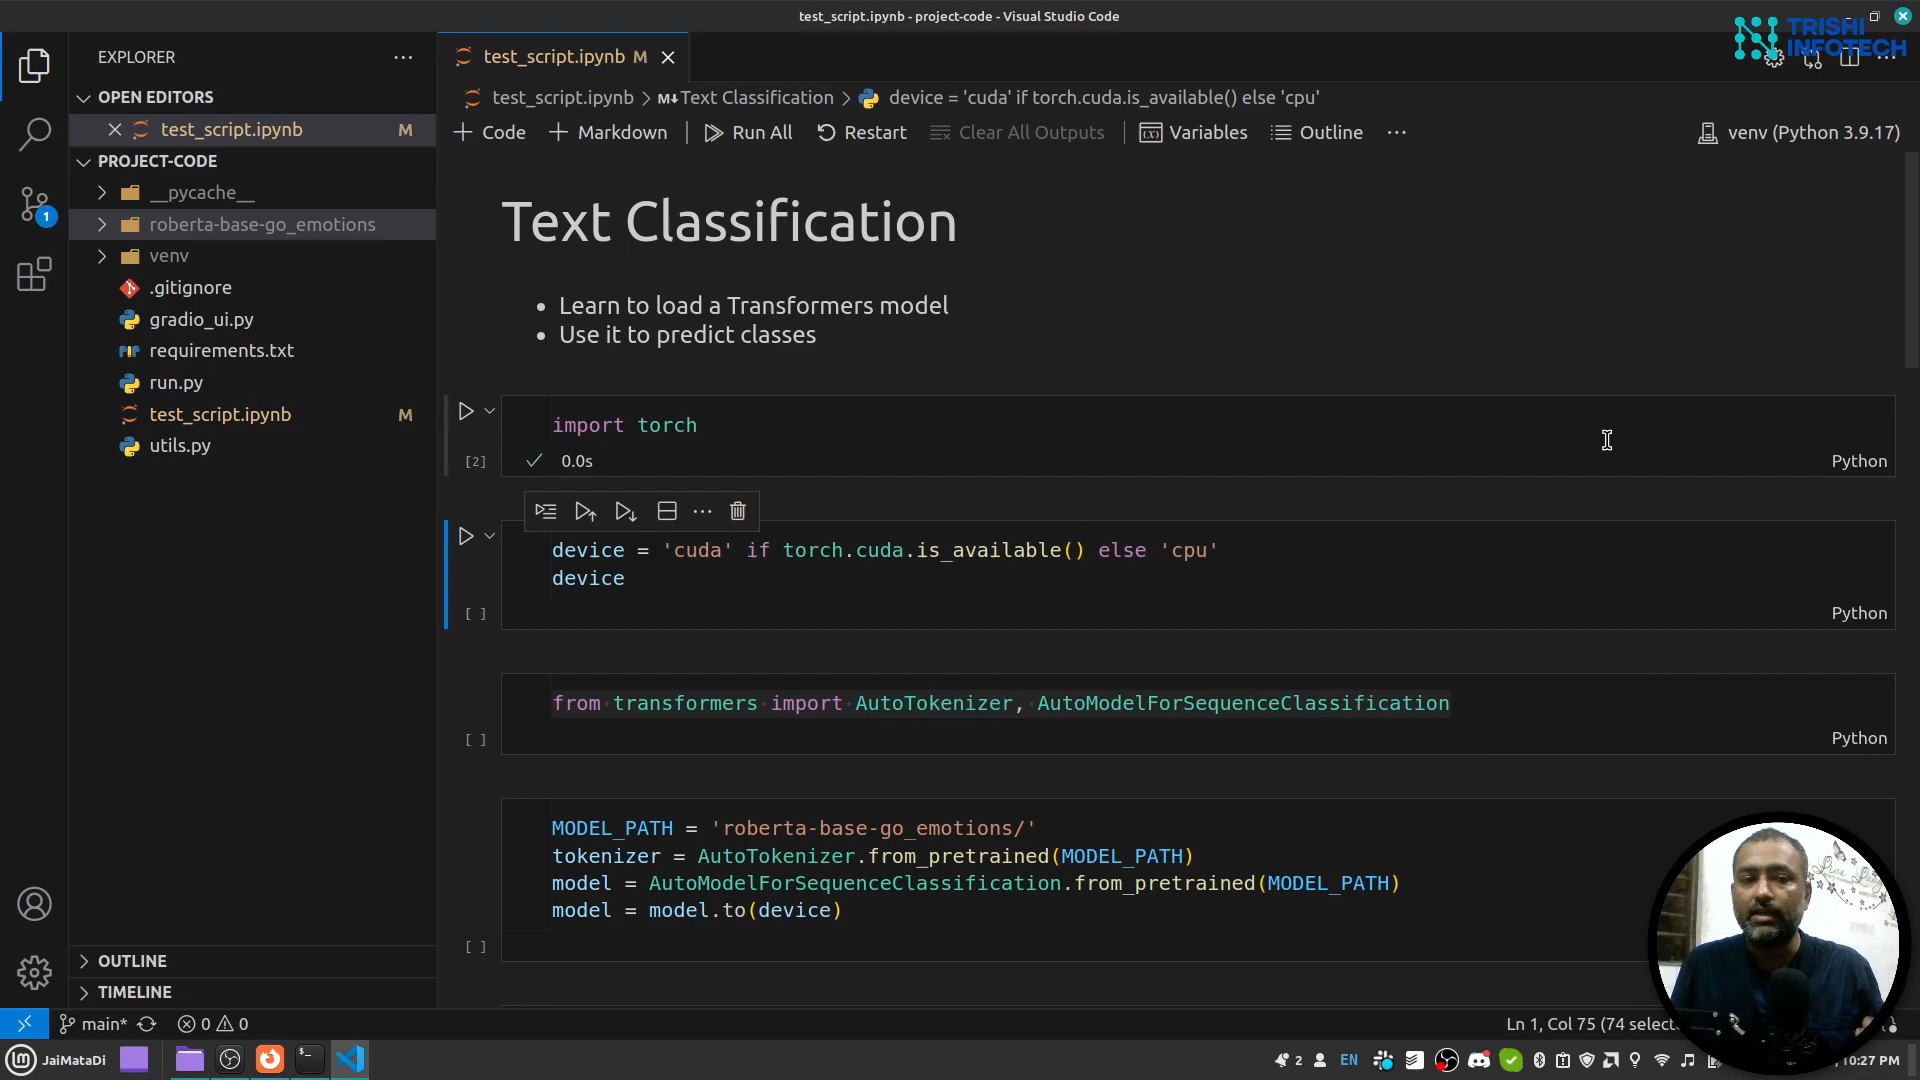 test_script.ipynb - project-code - Visual Studio Code
TRISHI
INFOTECH
EXPLORER
OPEN EDITORS
test_script.ipynb M
PROJECT-CODE
__pycache__
roberta-base-go_emotions
venv
.gitignore
gradio_ui.py
requirements.txt
run.py
test_script.ipynb M
utils.py
OUTLINE
TIMELINE
1
test_script.ipynb M
test_script.ipynb > M↓Text Classification > device = 'cuda' if torch.cuda.is_available() else 'cpu'
+ Code + Markdown Run All Restart Clear All Outputs Variables Outline ... venv (Python 3.9.17)
Text Classification
• Learn to load a Transformers model
• Use it to predict classes
import torch
[2] ✓ 0.0s Python
device = 'cuda' if torch.cuda.is_available() else 'cpu'
device
[ ] Python
from transformers import AutoTokenizer, AutoModelForSequenceClassification
[ ] Python
MODEL_PATH = 'roberta-base-go_emotions/'
tokenizer = AutoTokenizer.from_pretrained(MODEL_PATH)
model = AutoModelForSequenceClassification.from_pretrained(MODEL_PATH)
model = model.to(device)
[ ]
main* 0 0 Ln 1, Col 75 (74
JaiMataDi 2 EN 10:27 PM